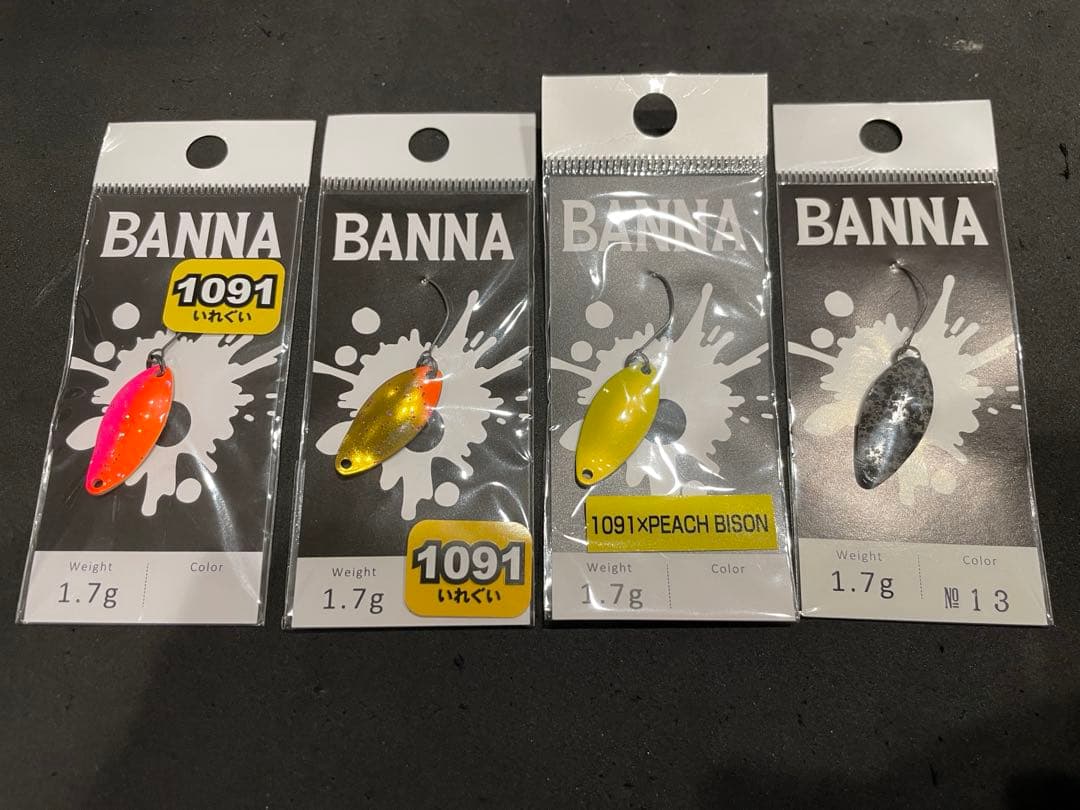 BANNA
1091
いれぐい
Weight
1.7g
Color
BANNA
Weight
1.7g
1091
いれぐい
BANNA
1091×PEACH BISON
Weight
1.7g
Color
BANNA
Weight
1.7g
Color
№13